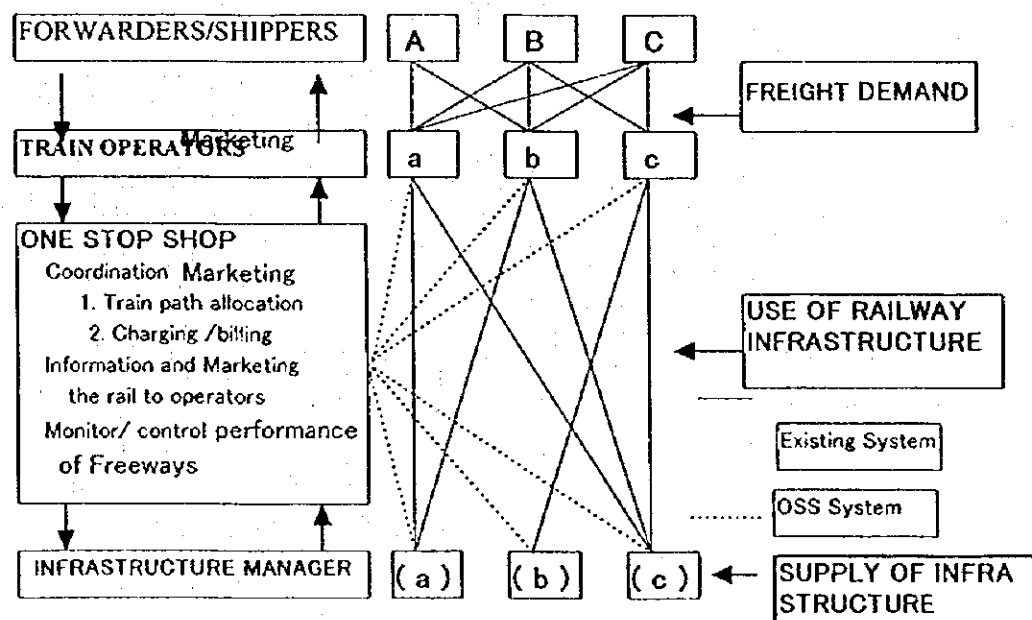 FORWARDERS/SHIPPERS
A
B
C
FREIGHT DEMAND
Marketing
TRAIN OPERATORS
a
b
c
ONE STOP SHOP
Coordination Marketing
1. Train path allocation
2. Charging /billing
Information and Marketing
the rail to operators
Monitor/ control performance
of Freeways
USE OF RAILWAY
INFRASTRUCTURE
Existing System
OSS System
INFRASTRUCTURE MANAGER
(a)
(b)
(c)
SUPPLY OF INFRA
STRUCTURE